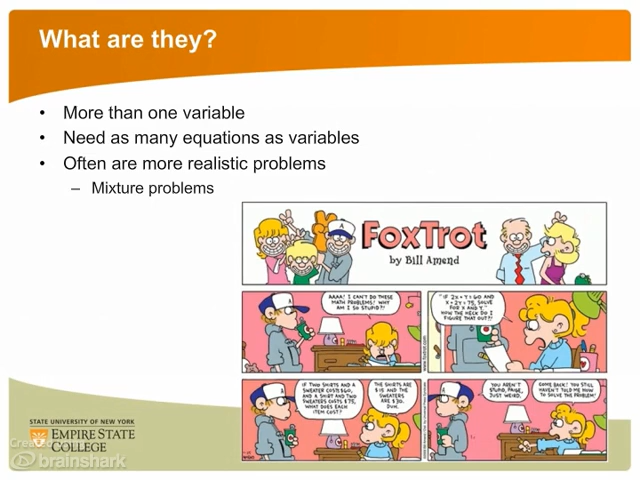 What are they?
• More than one variable
• Need as many equations as variables
• Often are more realistic problems
– Mixture problems
FoxTrot
by Bill Amend
AAAA! I CAN'T DO THESE
MATH PROBLEMS! WHY
AM I SO STUPID?!
"IF 2X + Y = 60 AND
X + 2Y = 75, SOLVE
FOR X AND Y."
HOW THE HECK DO I
FIGURE THAT OUT?!
IF TWO SHIRTS AND A
SWEATER COST $60,
AND A SHIRT AND TWO
SWEATERS COSTS $75,
WHAT DOES EACH
ITEM COST?
THE SHIRTS ARE
$15 AND THE
SWEATERS
ARE $30.
DUH.
YOU AREN'T
STUPID, PAIGE,
JUST WEIRD.
COME BACK! YOU STILL
HAVEN'T TOLD ME HOW
TO SOLVE THE PROBLEM!
STATE UNIVERSITY OF NEW YORK
EMPIRE STATE
COLLEGE
brainshark